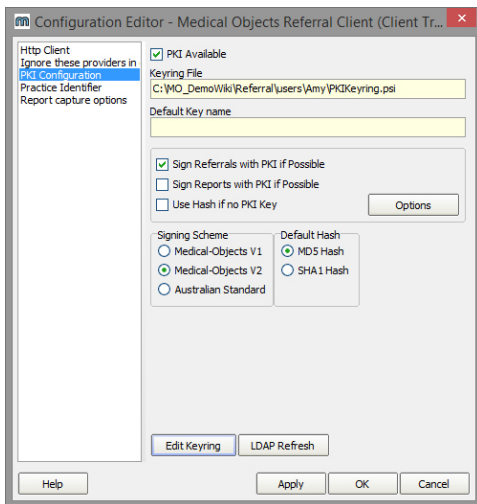 Configuration Editor - Medical Objects Referral Client (Client Tr...
Http Client
Ignore these providers in
PKI Configuration
Practice Identifier
Report capture options
PKI Available
Keyring File
C:\MO_DemoWiki\Referral\users\Amy\PKIKeyring.psi
Default Key name
Sign Referrals with PKI if Possible
Sign Reports with PKI if Possible
Use Hash if no PKI Key
Options
Signing Scheme
Medical-Objects V1
Medical-Objects V2
Australian Standard
Default Hash
MD5 Hash
SHA1 Hash
Edit Keyring
LDAP Refresh
Help
Apply
OK
Cancel